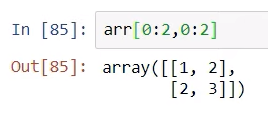 In [85]: arr[0:2,0:2]
Out[85]: array([[1, 2],
[2, 3]])